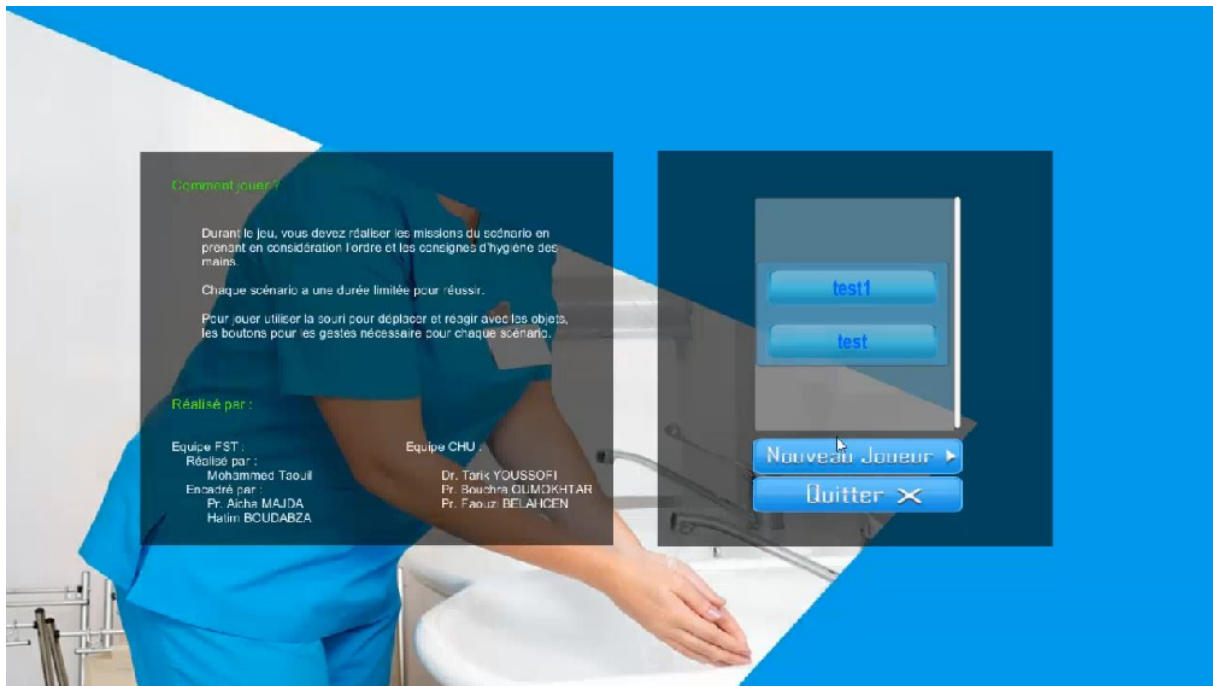 Comment jouer ?
Durant le jeu, vous devez réaliser les missions du scénario en
prenant en considération l'ordre et les consignes d'hygiène des
mains.
Chaque scénario a une durée limitée pour réussir.
Pour jouer utiliser la souri pour déplacer et réagir avec les objets,
les boutons pour les gestes nécessaire pour chaque scénario.
Réalisé par :
Equipe FST :
Réalisé par :
Mohammed Taouil
Encadré par :
Pr. Aicha MAJDA
Hatim BOUDABZA
Equipe CHU :
Dr. Tarik YOUSSOFI
Pr. Bouchra OUMOKHTAR
Pr. Faouzi BELAHCEN
test1
test
Nouveau Joueur
Quitter